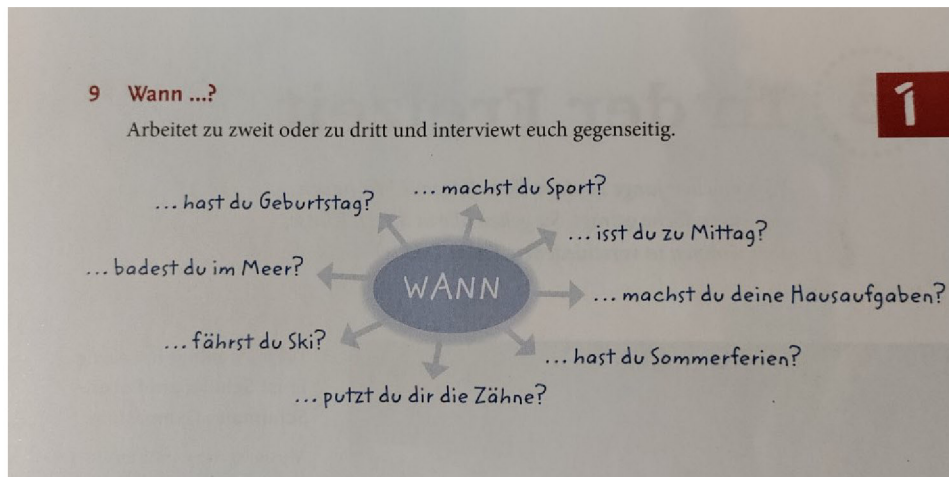 9 Wann ...?
1
Arbeitet zu zweit oder zu dritt und interviewt euch gegenseitig.
... machst du Sport?
... hast du Geburtstag?
... isst du zu Mittag?
... badest du im Meer?
WANN
... machst du deine Hausaufgaben?
... fährst du Ski?
... hast du Sommerferien?
... putzt du dir die Zähne?